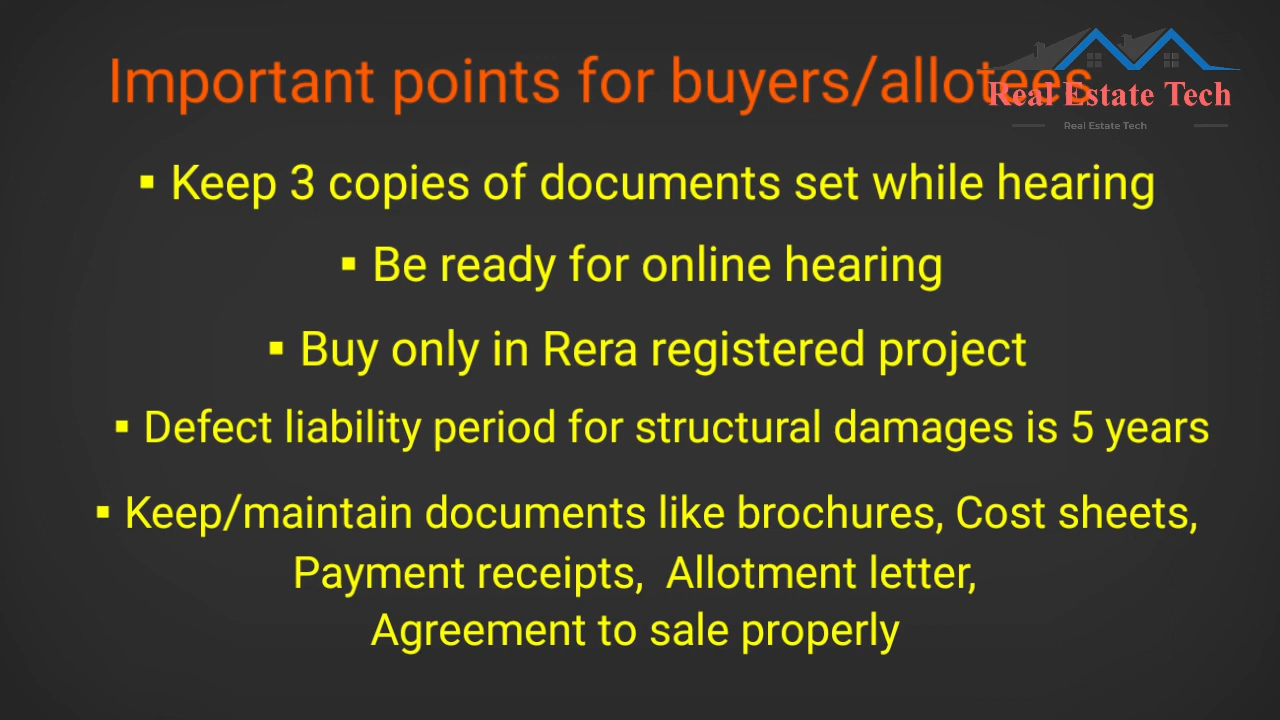 Important points for buyers/allotees
Real Estate Tech
Real Estate Tech
▪ Keep 3 copies of documents set while hearing
▪ Be ready for online hearing
▪ Buy only in Rera registered project
▪ Defect liability period for structural damages is 5 years
▪ Keep/maintain documents like brochures, Cost sheets,
Payment receipts, Allotment letter,
Agreement to sale properly